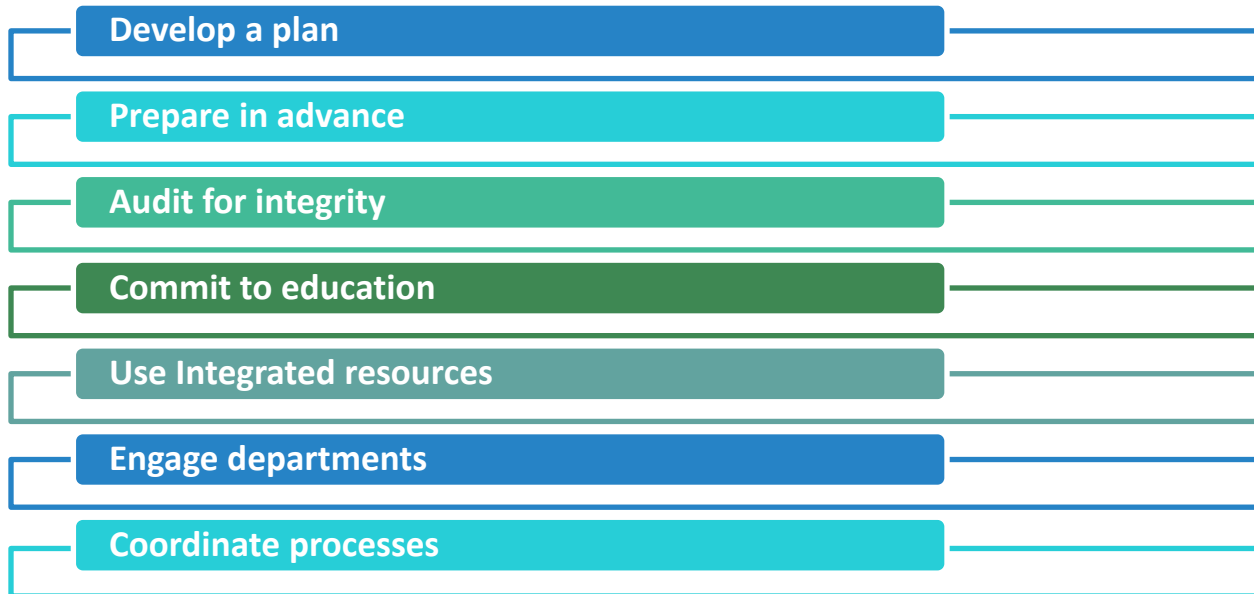 Develop a plan
Prepare in advance
Audit for integrity
Commit to education
Use Integrated resources
Engage departments
Coordinate processes